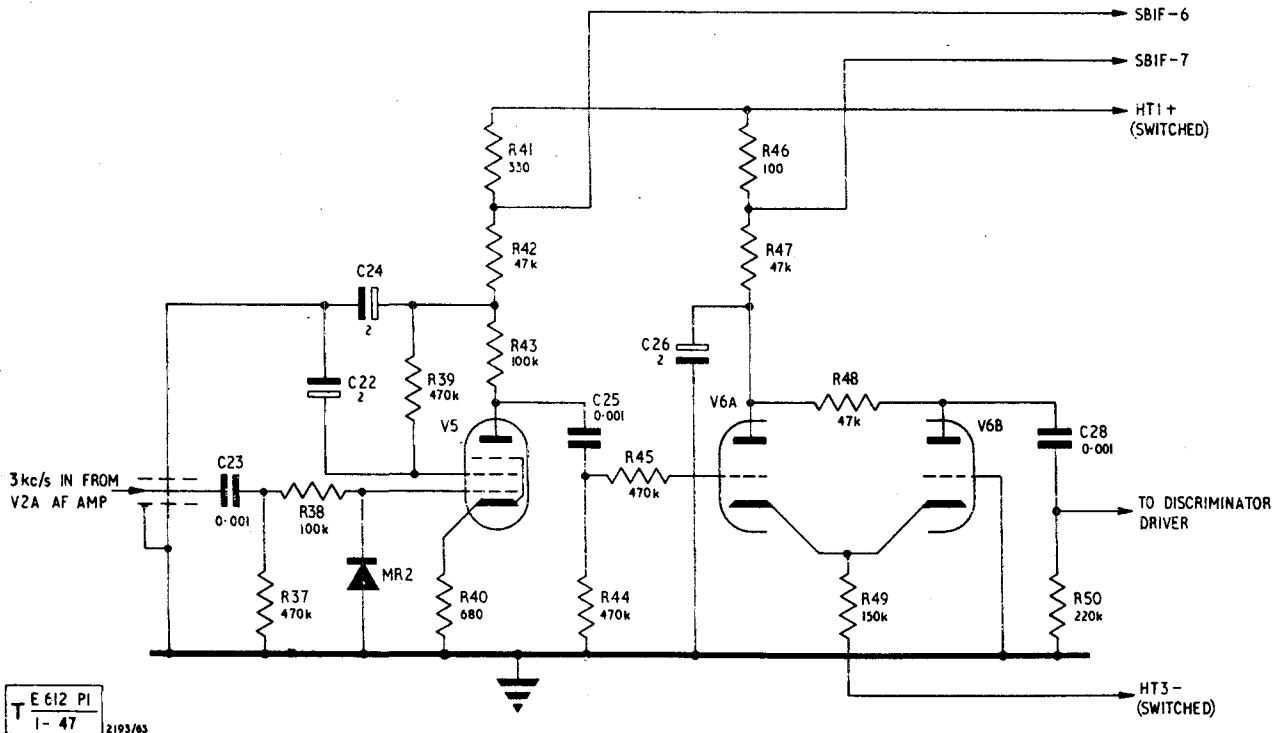 SBIF-6
SBIF-7
HT1+
(SWITCHED)
R41
330
R46
100
R42
47k
R47
47k
C24
2
R43
100k
C26
2
C22
2
R39
470k
C25
0·001
V6A
R48
47k
V6B
V5
C28
0·001
3kc/s IN FROM
V2A AF AMP
C23
0·001
R38
100k
R45
470k
TO DISCRIMINATOR
DRIVER
MR2
R37
470k
R40
680
R44
470k
R49
150k
R50
220k
HT3-
(SWITCHED)
T E 612 P1
1-47
2193/63